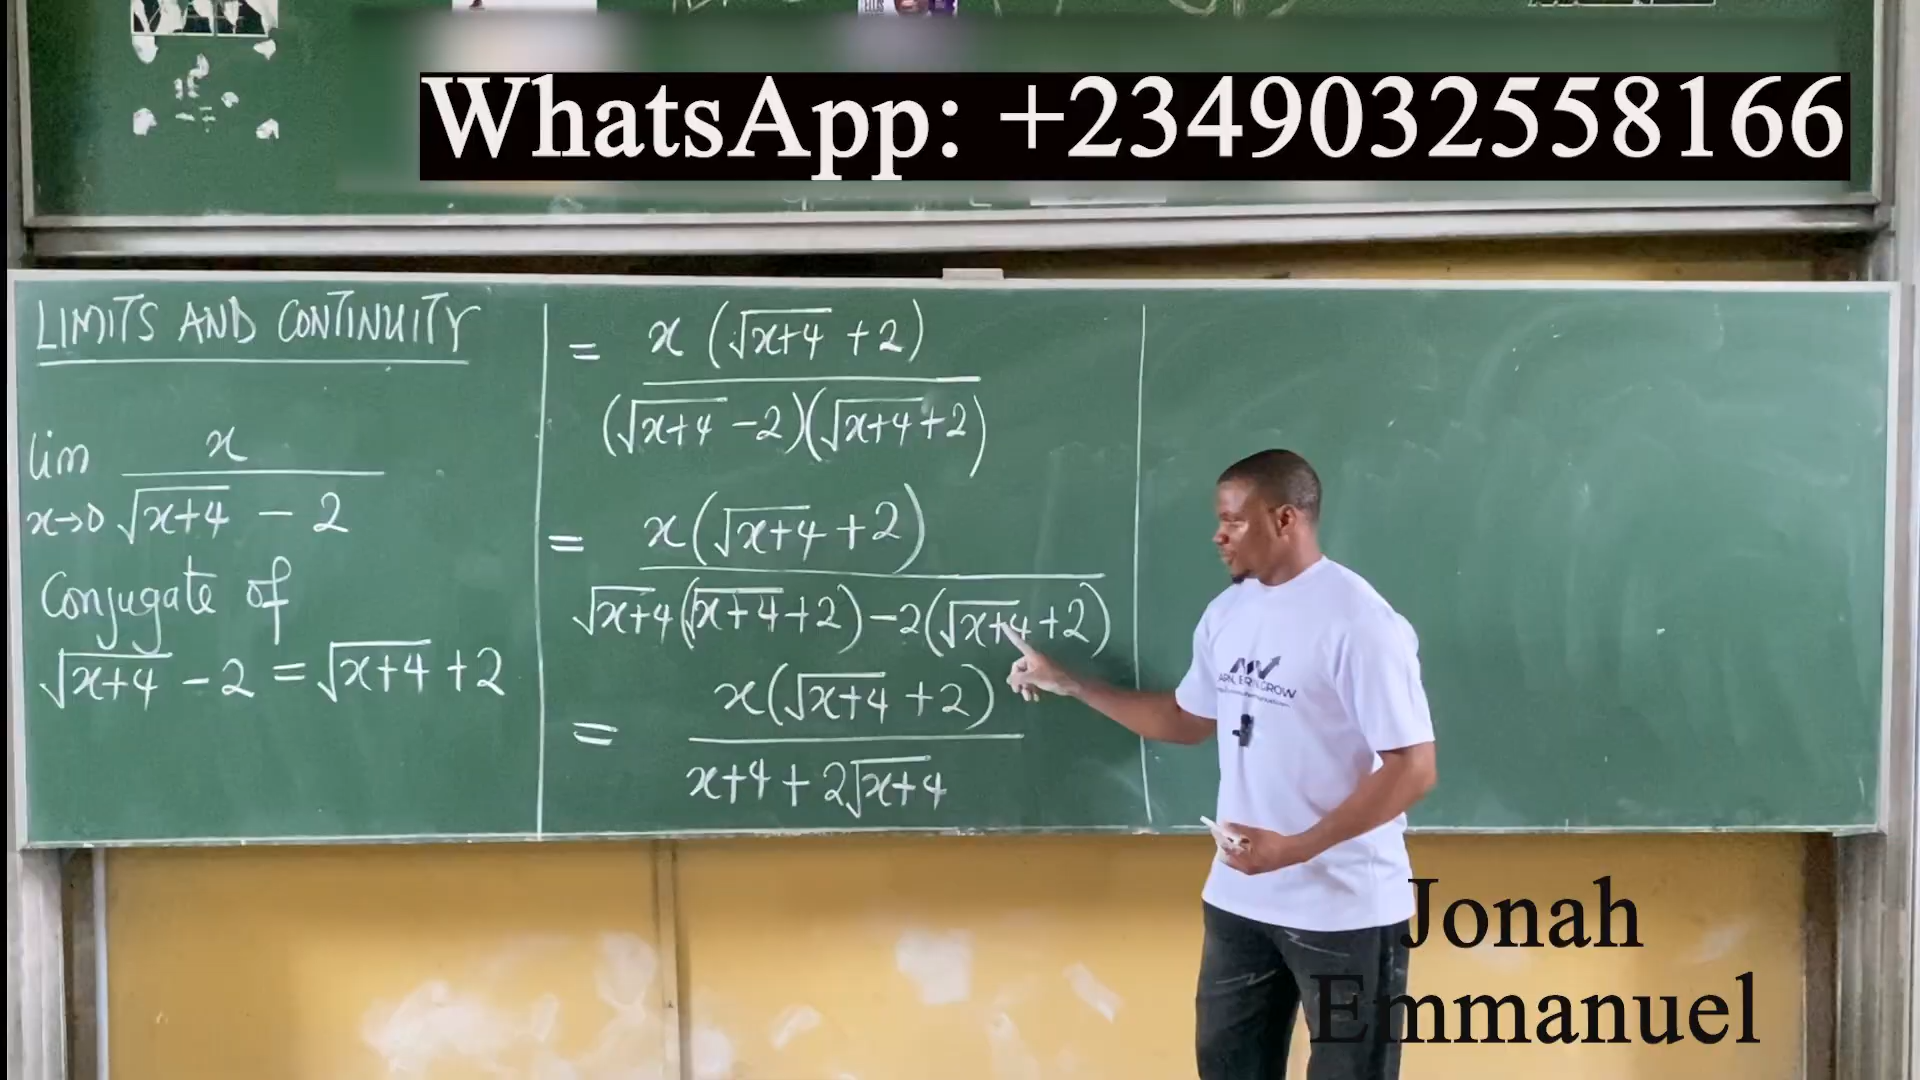 WhatsApp: +2349032558166
LIMITS AND CONTINUITY
lim x→0 x / (√(x+4) - 2)
Conjugate of
√(x+4) - 2 = √(x+4) + 2
= x(√(x+4) + 2) / (√(x+4) - 2)(√(x+4) + 2)
= x(√(x+4) + 2) / √(x+4)(√(x+4) + 2) - 2(√(x+4) + 2)
= x(√(x+4) + 2) / x+4 + 2√(x+4)
Jonah
Emmanuel